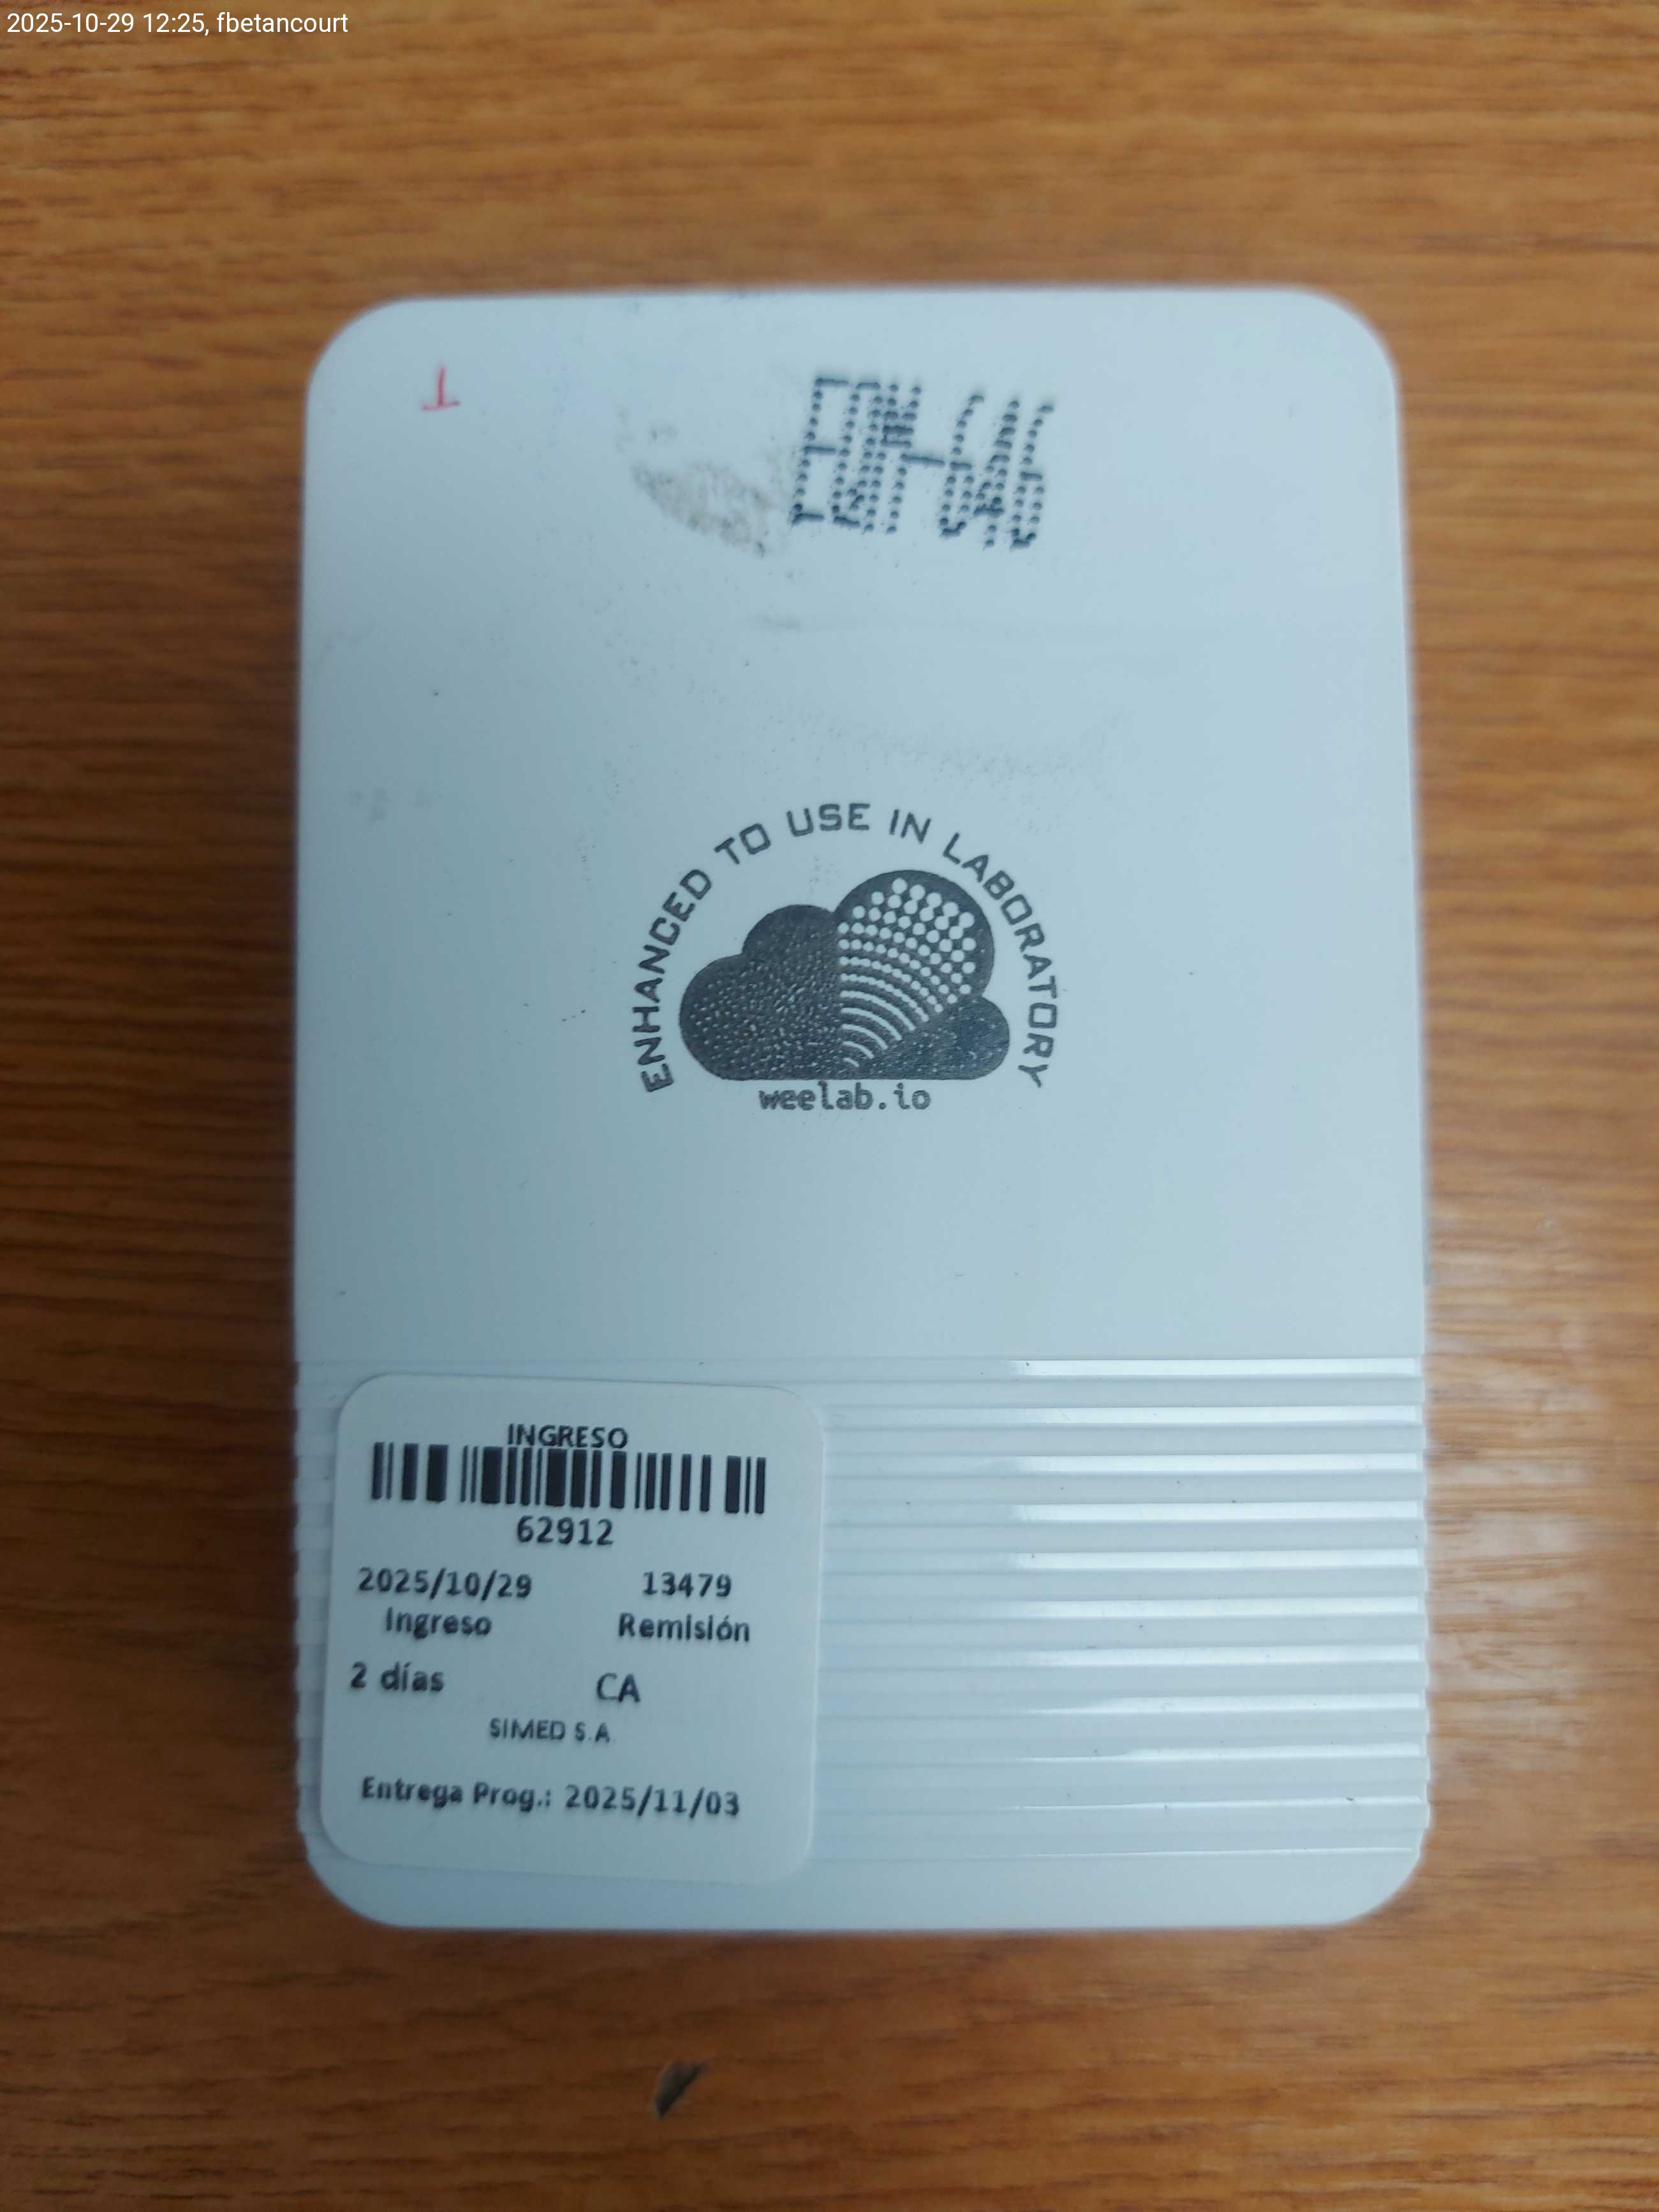 2025-10-29 12:25, fbetancourt
T
ENHANCED TO USE IN LABORATORY
weelab.io
INGRESO
62912
2025/10/29 13479
Ingreso Remisión
2 días CA
SIMED S.A.
Entrega Prog.: 2025/11/03